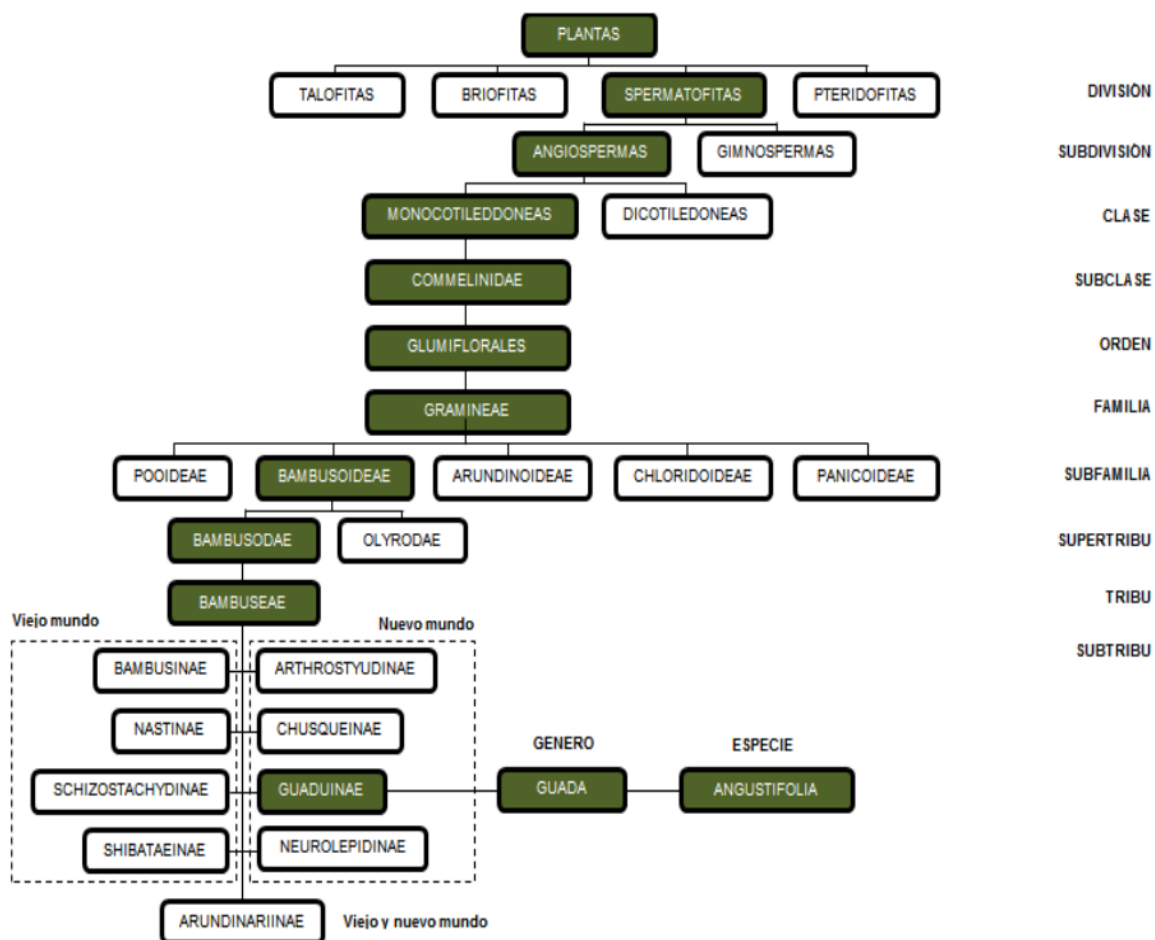 PLANTAS
TALOFITAS BRIOFITAS SPERMATOFITAS PTERIDOFITAS DIVISIÓN
ANGIOSPERMAS GIMNOSPERMAS SUBDIVISIÓN
MONOCOTILEDDONEAS DICOTILEDONEAS CLASE
COMMELINIDAE SUBCLASE
GLUMIFLORALES ORDEN
GRAMINEAE FAMILIA
POOIDEAE BAMBUSOIDEAE ARUNDINOIDEAE CHLORIDOIDEAE PANICOIDEAE SUBFAMILIA
BAMBUSODAE OLYRODAE SUPERTRIBU
BAMBUSEAE TRIBU
Viejo mundo Nuevo mundo
SUBTRIBU
BAMBUSINAE ARTHROSTYUDINAE
NASTINAE CHUSQUEINAE
GENERO ESPECIE
SCHIZOSTACHYDINAE GUADUINAE GUADA ANGUSTIFOLIA
SHIBATAEINAE NEUROLEPIDINAE
ARUNDINARIINAE Viejo y nuevo mundo